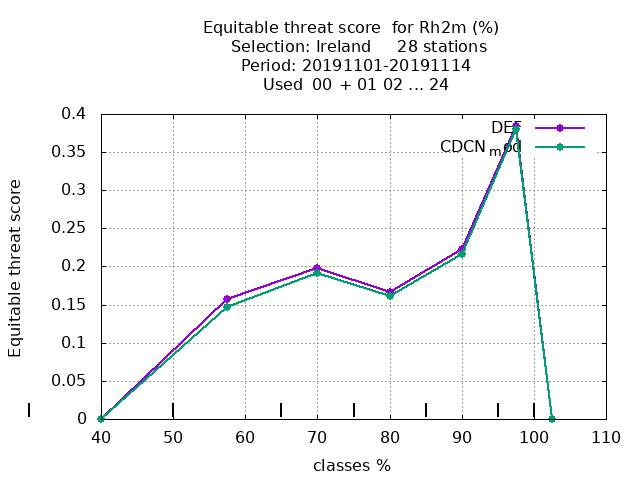 Equitable threat score  for Rh2m (%)
Selection: Ireland     28 stations
Period: 20191101-20191114
Used  00 + 01 02 ... 24
DEF
CDCNmod
0.4
0.35
0.3
0.25
0.2
0.15
0.1
0.05
0
Equitable threat score
40 50 60 70 80 90 100 110
classes %